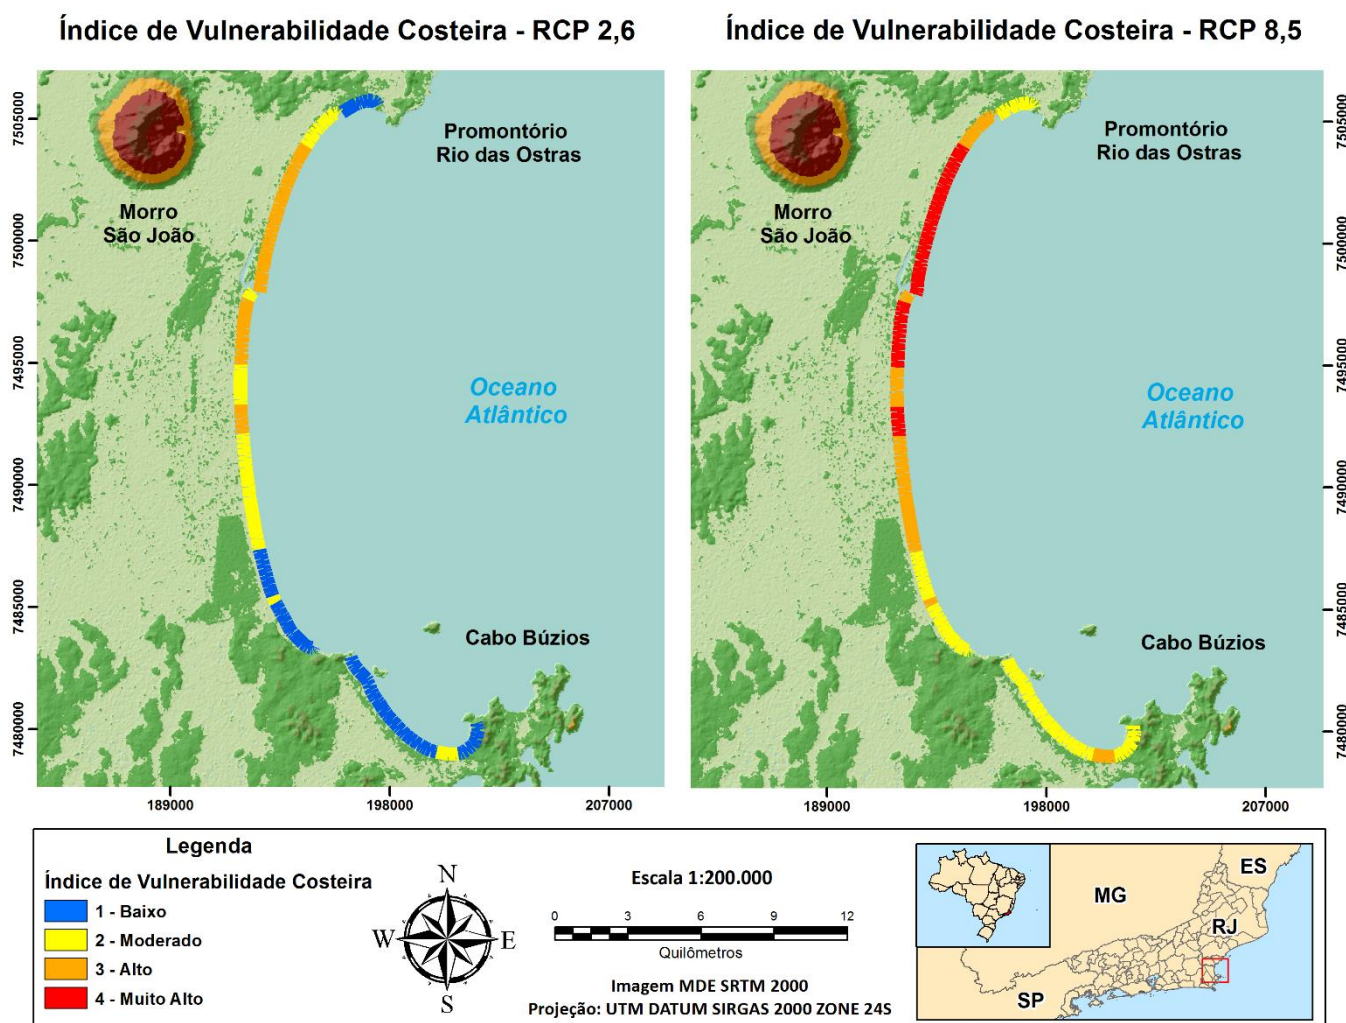 Índice de Vulnerabilidade Costeira - RCP 2,6
Índice de Vulnerabilidade Costeira - RCP 8,5
7505000
7500000
7495000
7490000
7485000
7480000
Promontório
Rio das Ostras
Morro
São João
Oceano
Atlântico
Cabo Búzios
189000
198000
207000
Promontório
Rio das Ostras
Morro
São João
Oceano
Atlântico
Cabo Búzios
7505000
7500000
7495000
7490000
7485000
7480000
189000
198000
207000
Legenda
Índice de Vulnerabilidade Costeira
1 - Baixo
2 - Moderado
3 - Alto
4 - Muito Alto
N
W
E
S
Escala 1:200.000
0
3
6
9
12
Quilômetros
Imagem MDE SRTM 2000
Projeção: UTM DATUM SIRGAS 2000 ZONE 24S
ES
MG
RJ
SP